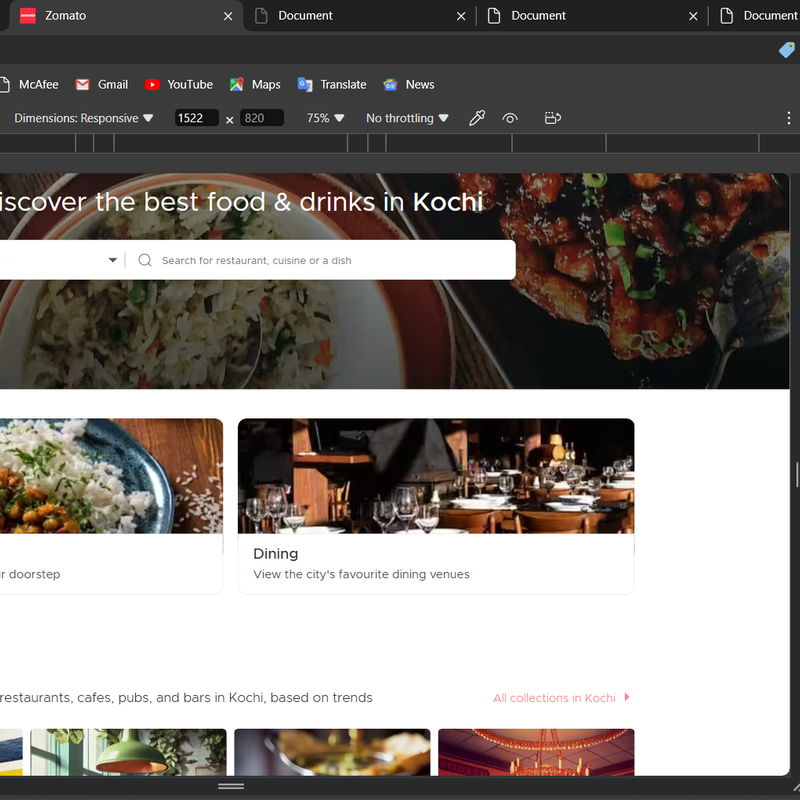 Zomato
Document
Document
Document
McAfee
Gmail
YouTube
Maps
Translate
News
Dimensions: Responsive
1522 × 820
75%
No throttling
iscover the best food & drinks in Kochi
Search for restaurant, cuisine or a dish
Dining
r doorstep
View the city's favourite dining venues
restaurants, cafes, pubs, and bars in Kochi, based on trends
All collections in Kochi